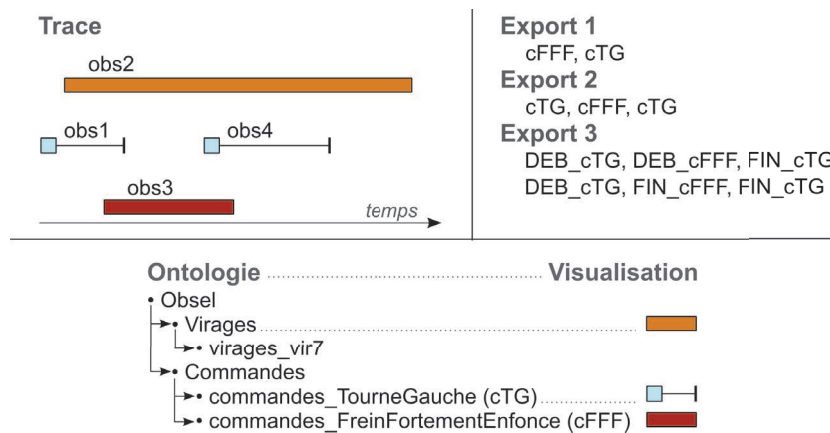 Trace
obs2
obs1
obs4
obs3
temps
Export 1
cFFF, cTG
Export 2
cTG, cFFF, cTG
Export 3
DEB_cTG, DEB_cFFF, FIN_cTG
DEB_cTG, FIN_cFFF, FIN_cTG
Ontologie Visualisation
• Obsel
• Virages
• virages_vir7
• Commandes
• commandes_TourneGauche (cTG)
• commandes_FreinFortementEnfonce (cFFF)